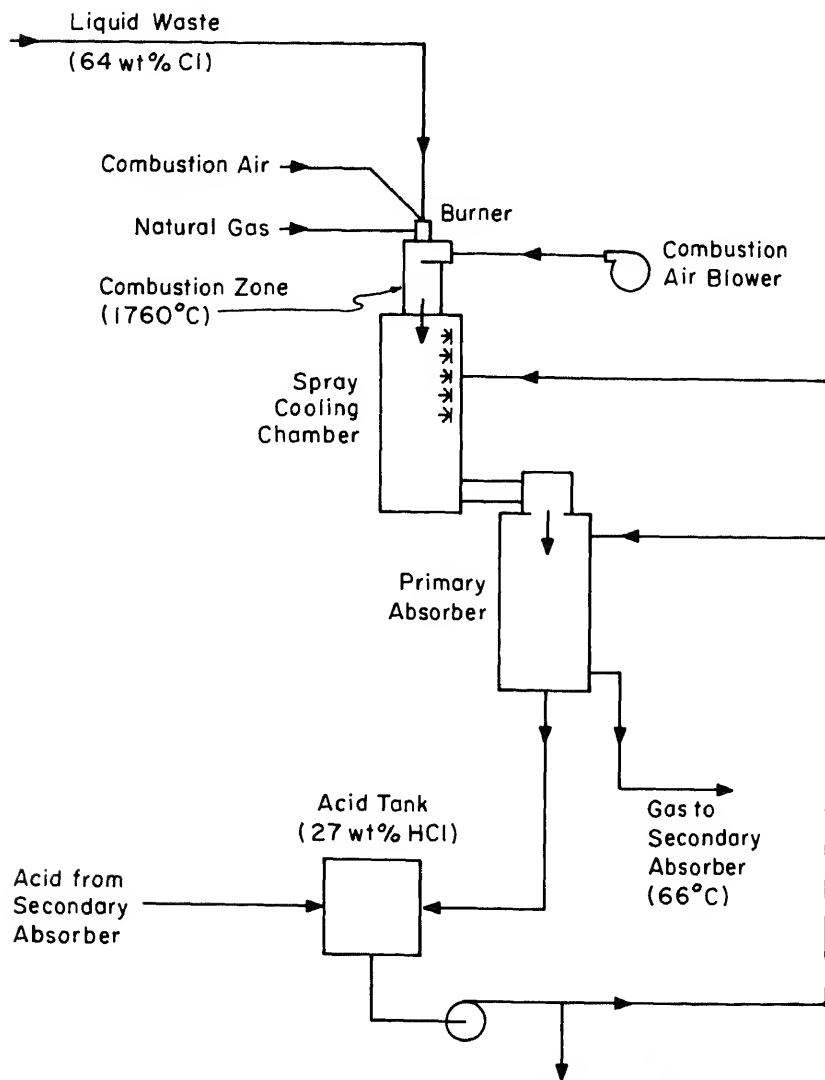 Liquid Waste
(64 wt% Cl)
Combustion Air
Natural Gas
Burner
Combustion
Air Blower
Combustion Zone
(1760°C)
Spray
Cooling
Chamber
Primary
Absorber
Acid Tank
(27 wt% HCl)
Gas to
Secondary
Absorber
(66°C)
Acid from
Secondary
Absorber